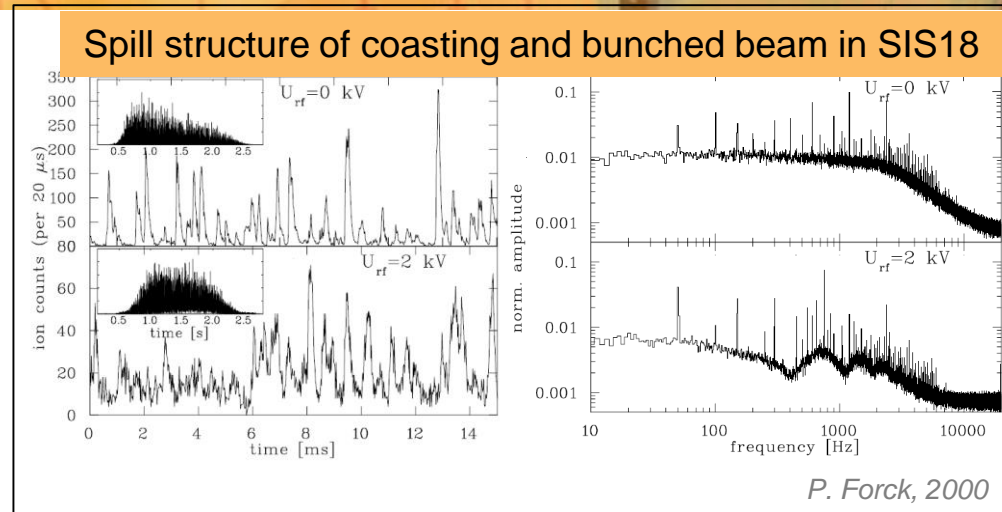 Spill structure of coasting and bunched beam in SIS18
ion counts (per 20 μs)
350
300
250
200
150
100
50
80
60
40
20
0
U_rf=0 kV
0.5 1.0 1.5 2.0 2.5
U_rf=2 kV
0.5 1.0 1.5 2.0 2.5
time [s]
0 2 4 6 8 10 12 14
time [ms]
norm. amplitude
0.1
0.01
0.001
U_rf=0 kV
0.1
0.01
0.001
U_rf=2 kV
10 100 1000 10000
frequency [Hz]
P. Forck, 2000